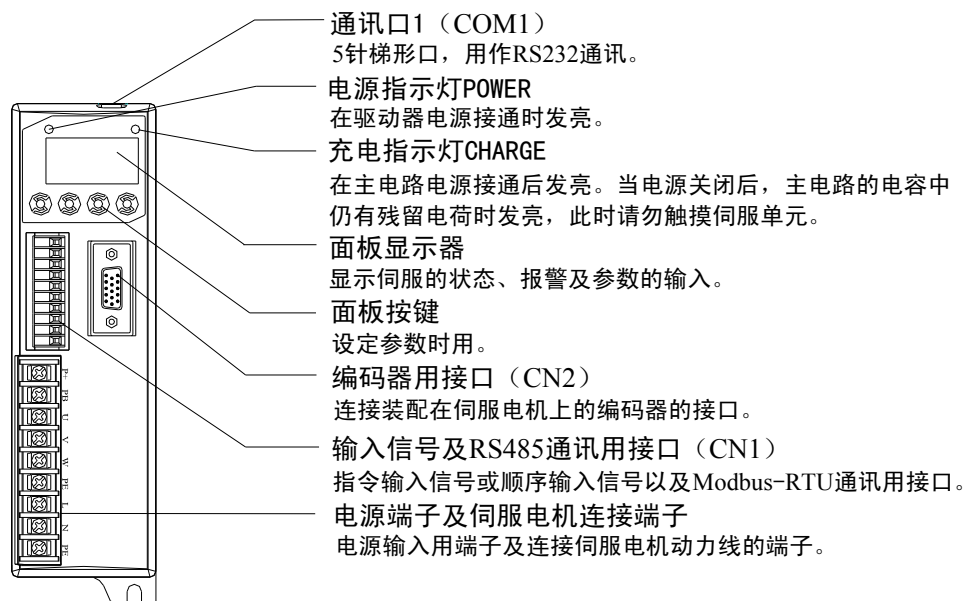 通讯口1（COM1）
5针梯形口，用作RS232通讯。
电源指示灯POWER
在驱动器电源接通时发亮。
充电指示灯CHARGE
在主电路电源接通后发亮。当电源关闭后，主电路的电容中
仍有残留电荷时发亮，此时请勿触摸伺服单元。
面板显示器
显示伺服的状态、报警及参数的输入。
面板按键
设定参数时用。
编码器用接口（CN2）
连接装配在伺服电机上的编码器的接口。
输入信号及RS485通讯用接口（CN1）
指令输入信号或顺序输入信号以及Modbus-RTU通讯用接口。
电源端子及伺服电机连接端子
电源输入用端子及连接伺服电机动力线的端子。
P+
PB
U
V
W
PE
L
N
PE